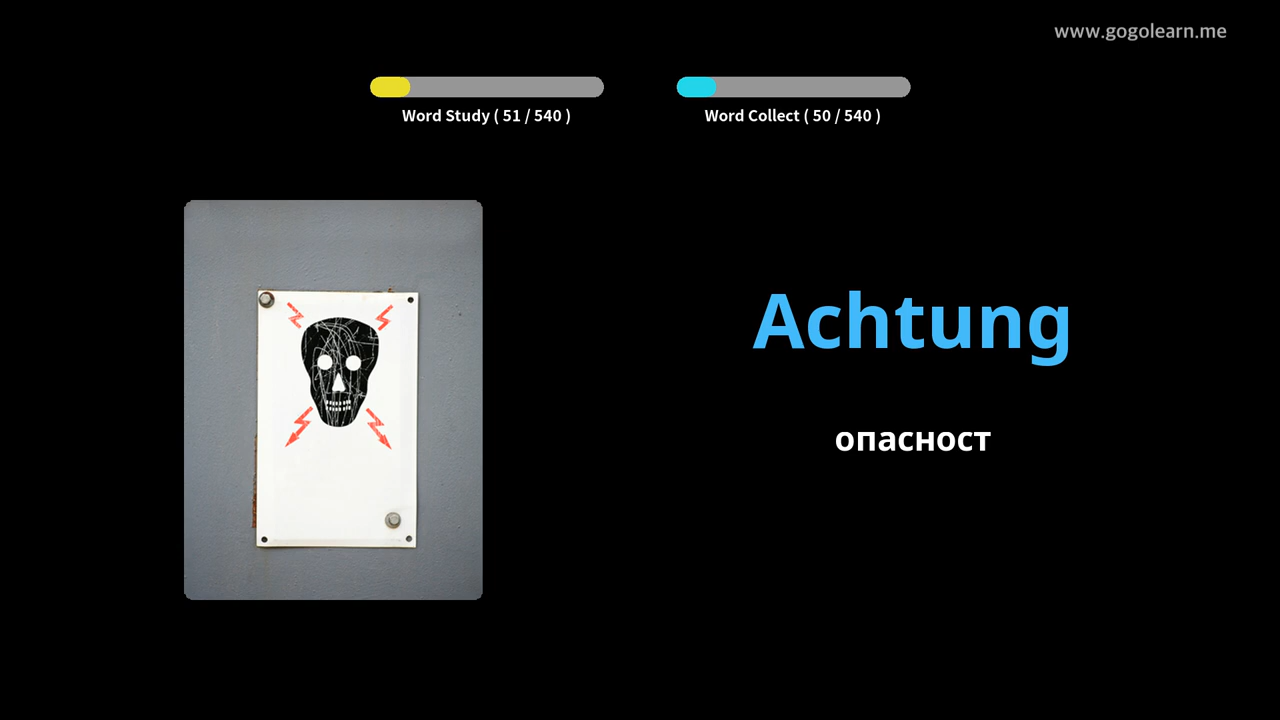 www.gogolearn.me
Word Study ( 51 / 540 )
Word Collect ( 50 / 540 )
Achtung
опасност